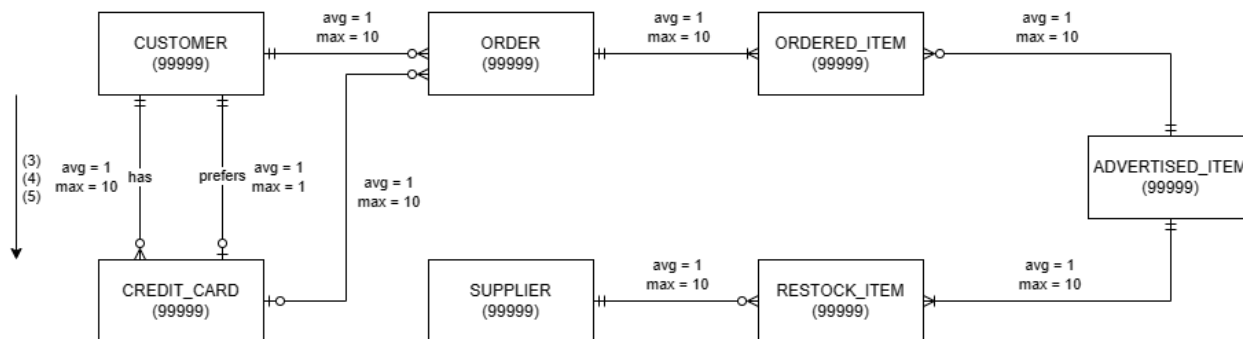 avg = 1
max = 10
CUSTOMER
(99999)
ORDER
(99999)
avg = 1
max = 10
ORDERED_ITEM
(99999)
avg = 1
max = 10
(3)
(4)
(5)
avg = 1
max = 10
has
prefers
avg = 1
max = 1
avg = 1
max = 10
ADVERTISED_ITEM
(99999)
CREDIT_CARD
(99999)
SUPPLIER
(99999)
avg = 1
max = 10
RESTOCK_ITEM
(99999)
avg = 1
max = 10